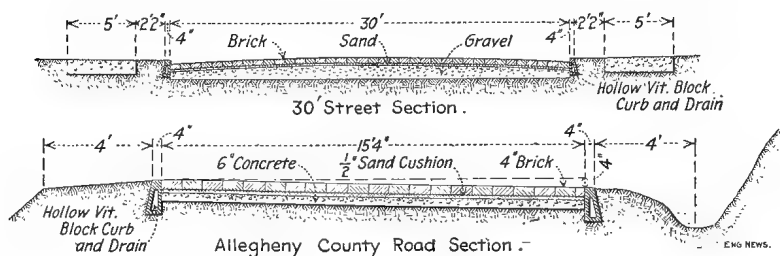 5' 2'2" 30' 2'2" 5'
4" 4"
Brick Sand Gravel
Hollow Vit. Block
Curb and Drain
30' Street Section.
4' 4" 15'4" 4" 4'
6" Concrete 1/2" Sand Cushion 4" Brick 4"
Hollow Vit.
Block Curb
and Drain
Allegheny County Road Section.
ENG NEWS.